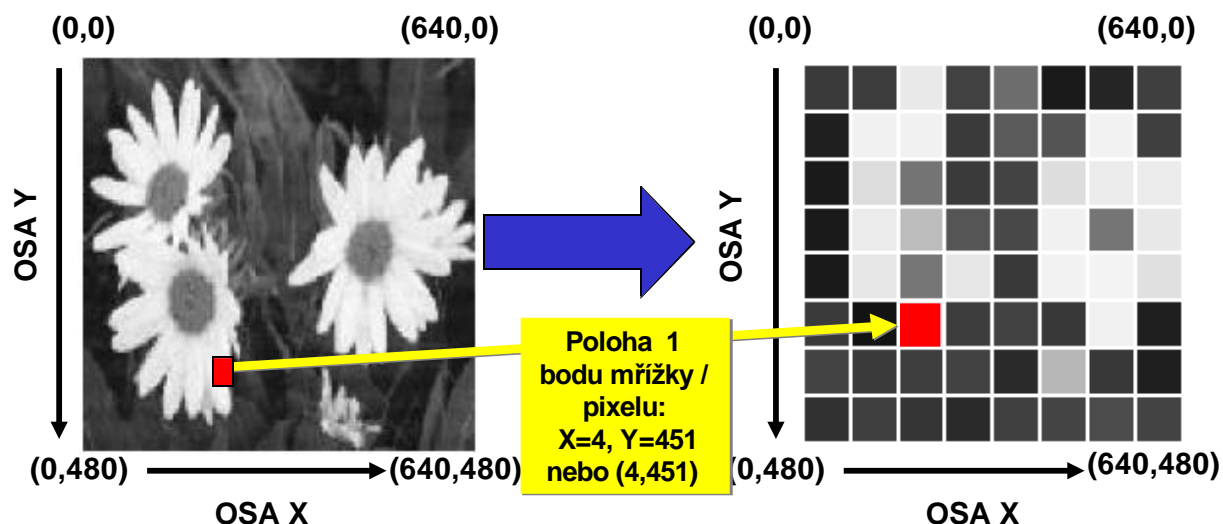 (0,0)
(640,0)
OSA Y
(0,480)
(640,480)
OSA X
Poloha 1
bodu mřížky /
pixelu:
X=4, Y=451
nebo (4,451)
(0,0)
(640,0)
OSA Y
(0,480)
(640,480)
OSA X